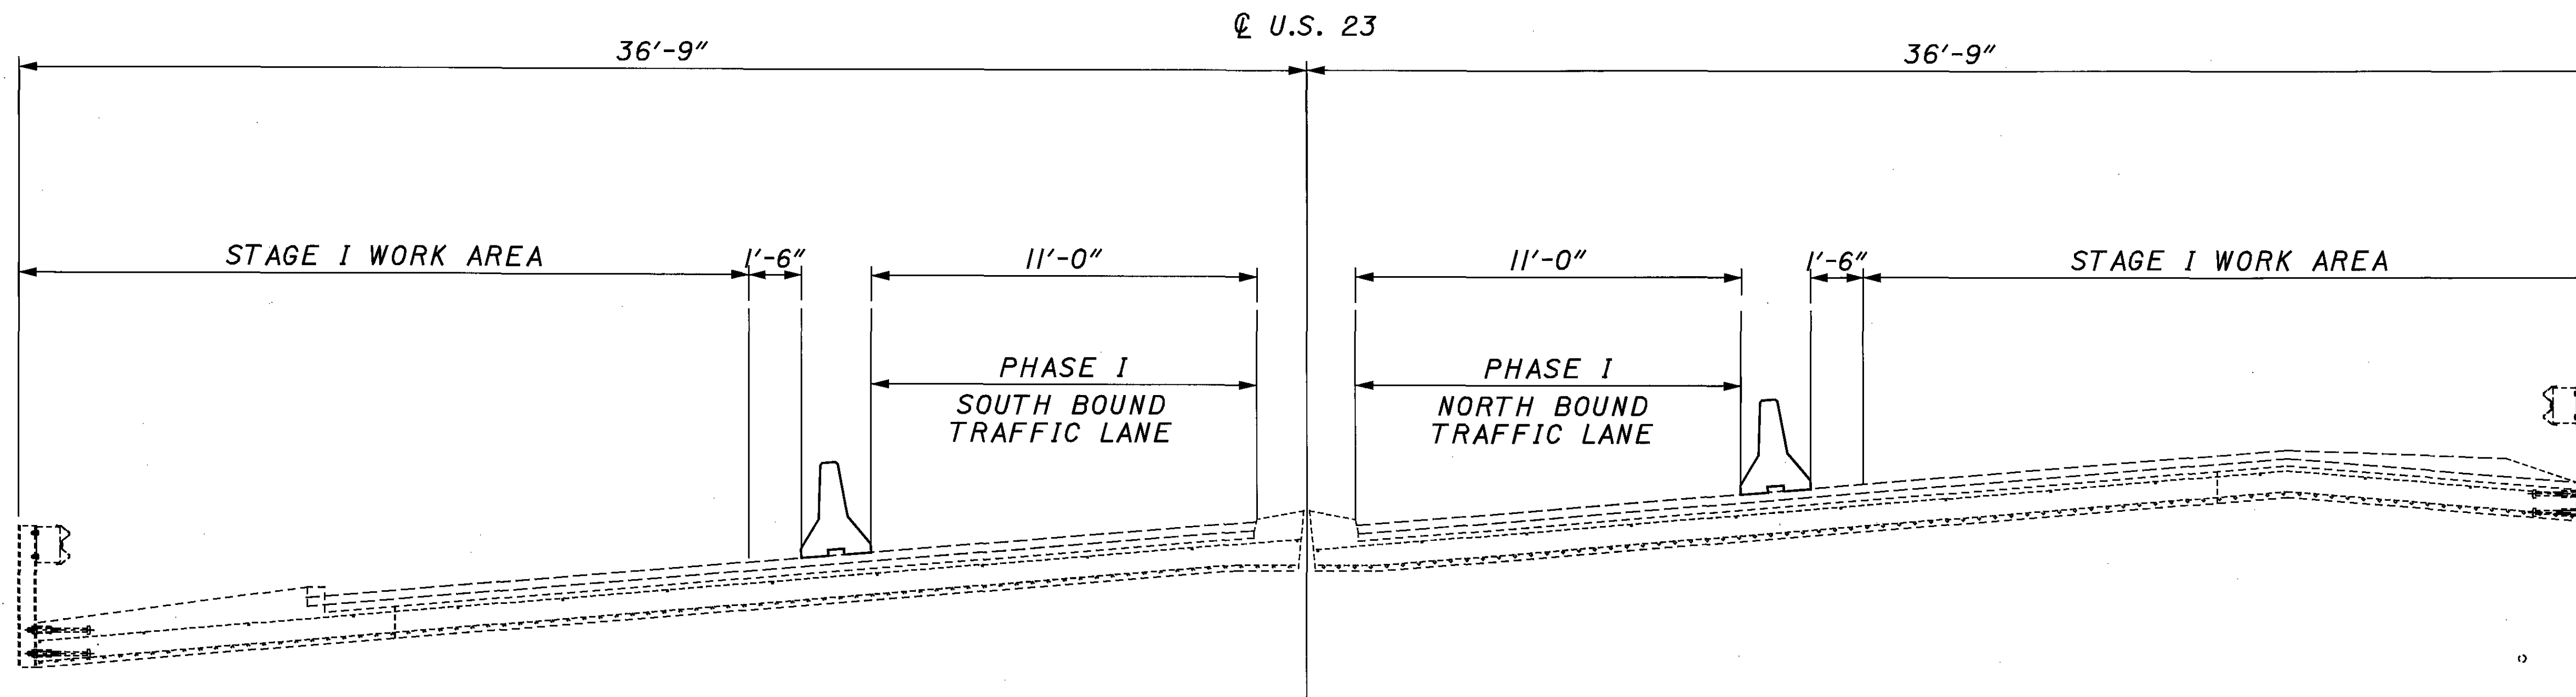 ℄ U.S. 23
36'-9"
36'-9"
STAGE I WORK AREA
1'-6"
11'-0"
11'-0"
1'-6"
STAGE I WORK AREA
PHASE I
SOUTH BOUND
TRAFFIC LANE
PHASE I
NORTH BOUND
TRAFFIC LANE